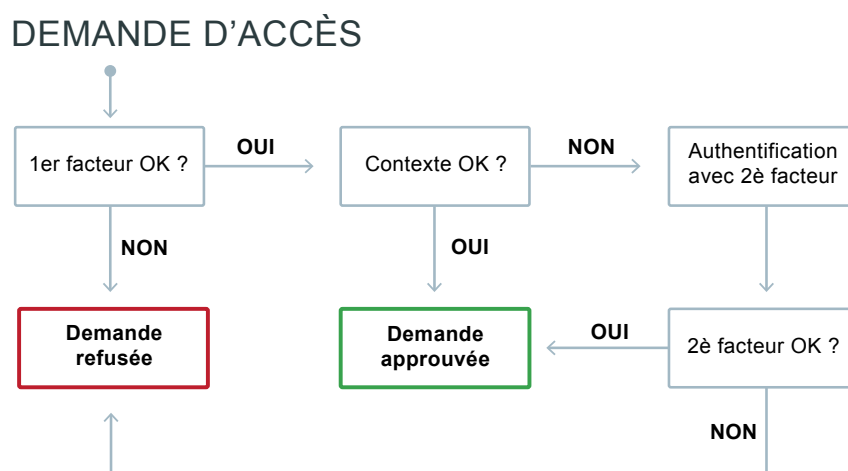 DEMANDE D’ACCÈS
1er facteur OK ?
OUI
Contexte OK ?
NON
Authentification
avec 2è facteur
NON
OUI
Demande
refusée
Demande
approuvée
OUI
2è facteur OK ?
NON